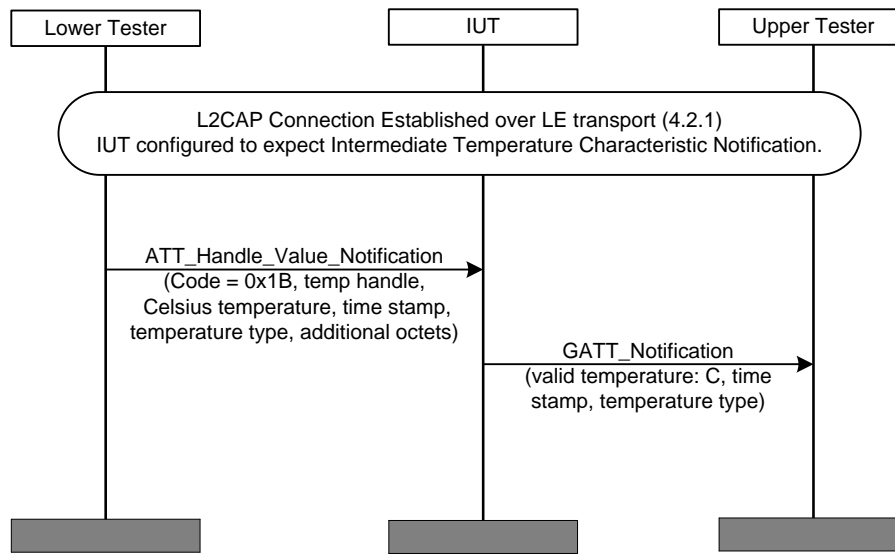 Lower Tester
IUT
Upper Tester
L2CAP Connection Established over LE transport (4.2.1)
IUT configured to expect Intermediate Temperature Characteristic Notification.
ATT_Handle_Value_Notification
(Code = 0x1B, temp handle,
Celsius temperature, time stamp,
temperature type, additional octets)
GATT_Notification
(valid temperature: C, time
stamp, temperature type)